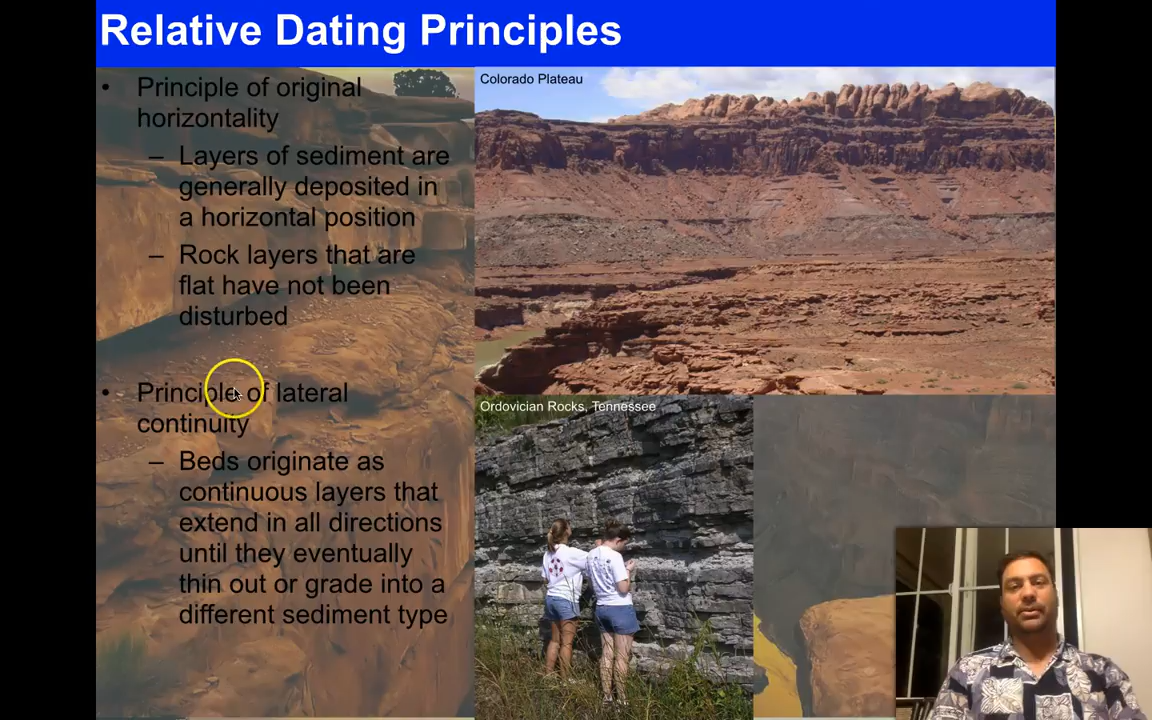 Relative Dating Principles
• Principle of original
horizontality
– Layers of sediment are
generally deposited in
a horizontal position
– Rock layers that are
flat have not been
disturbed
• Principle of lateral
continuity
– Beds originate as
continuous layers that
extend in all directions
until they eventually
thin out or grade into a
different sediment type
Colorado Plateau
Ordovician Rocks, Tennessee